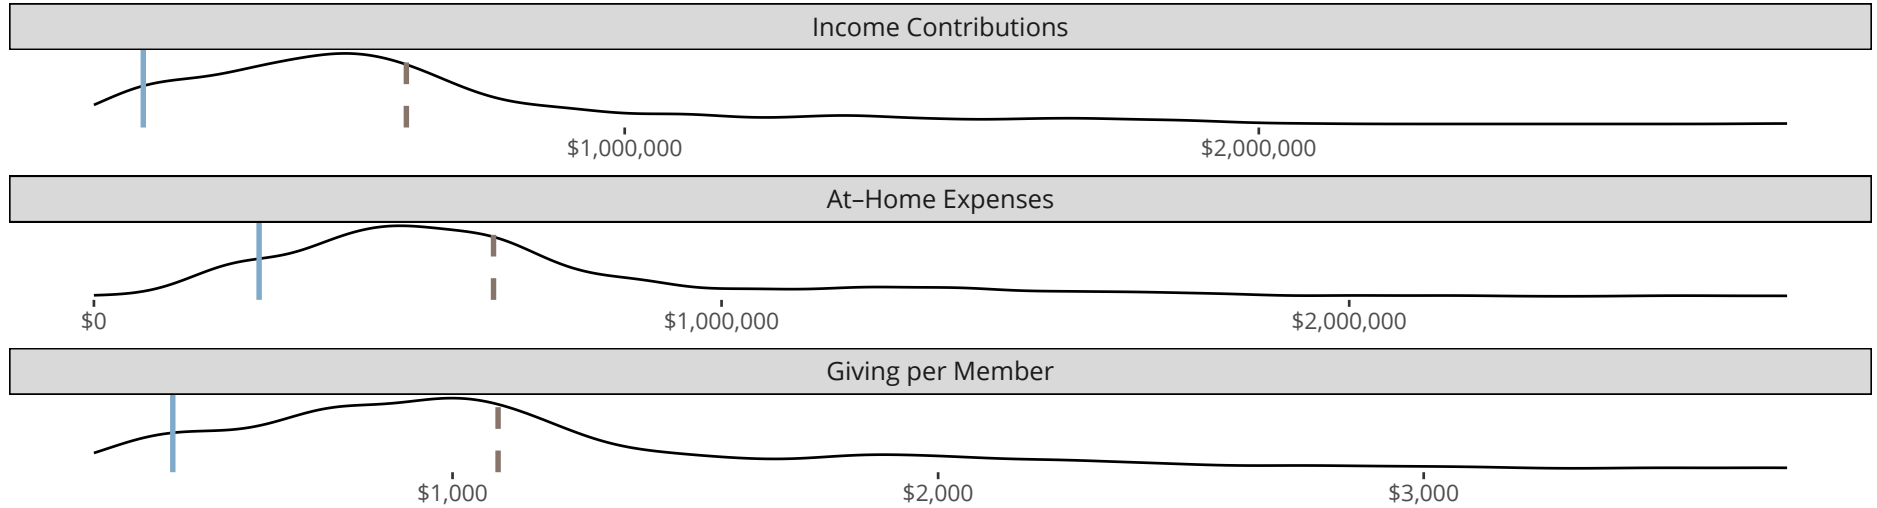 Income Contributions
$1,000,000 $2,000,000
At–Home Expenses
$0 $1,000,000 $2,000,000
Giving per Member
$1,000 $2,000 $3,000